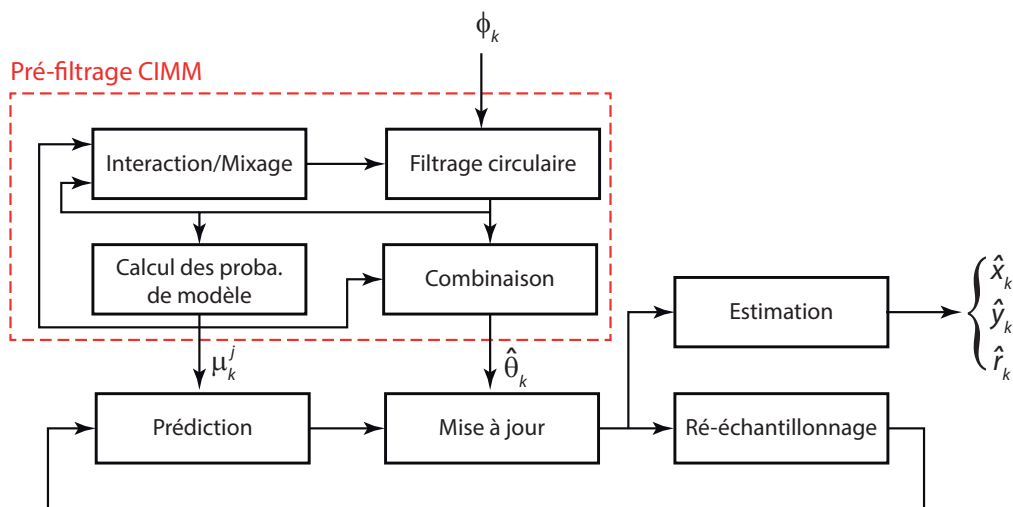 ϕ_k
Pré-filtrage CIMM
Interaction/Mixage
Filtrage circulaire
Calcul des proba.
de modèle
Combinaison
Estimation
x̂_k
ŷ_k
r̂_k
μ_k^j
θ̂_k
Prédiction
Mise à jour
Ré-échantillonnage